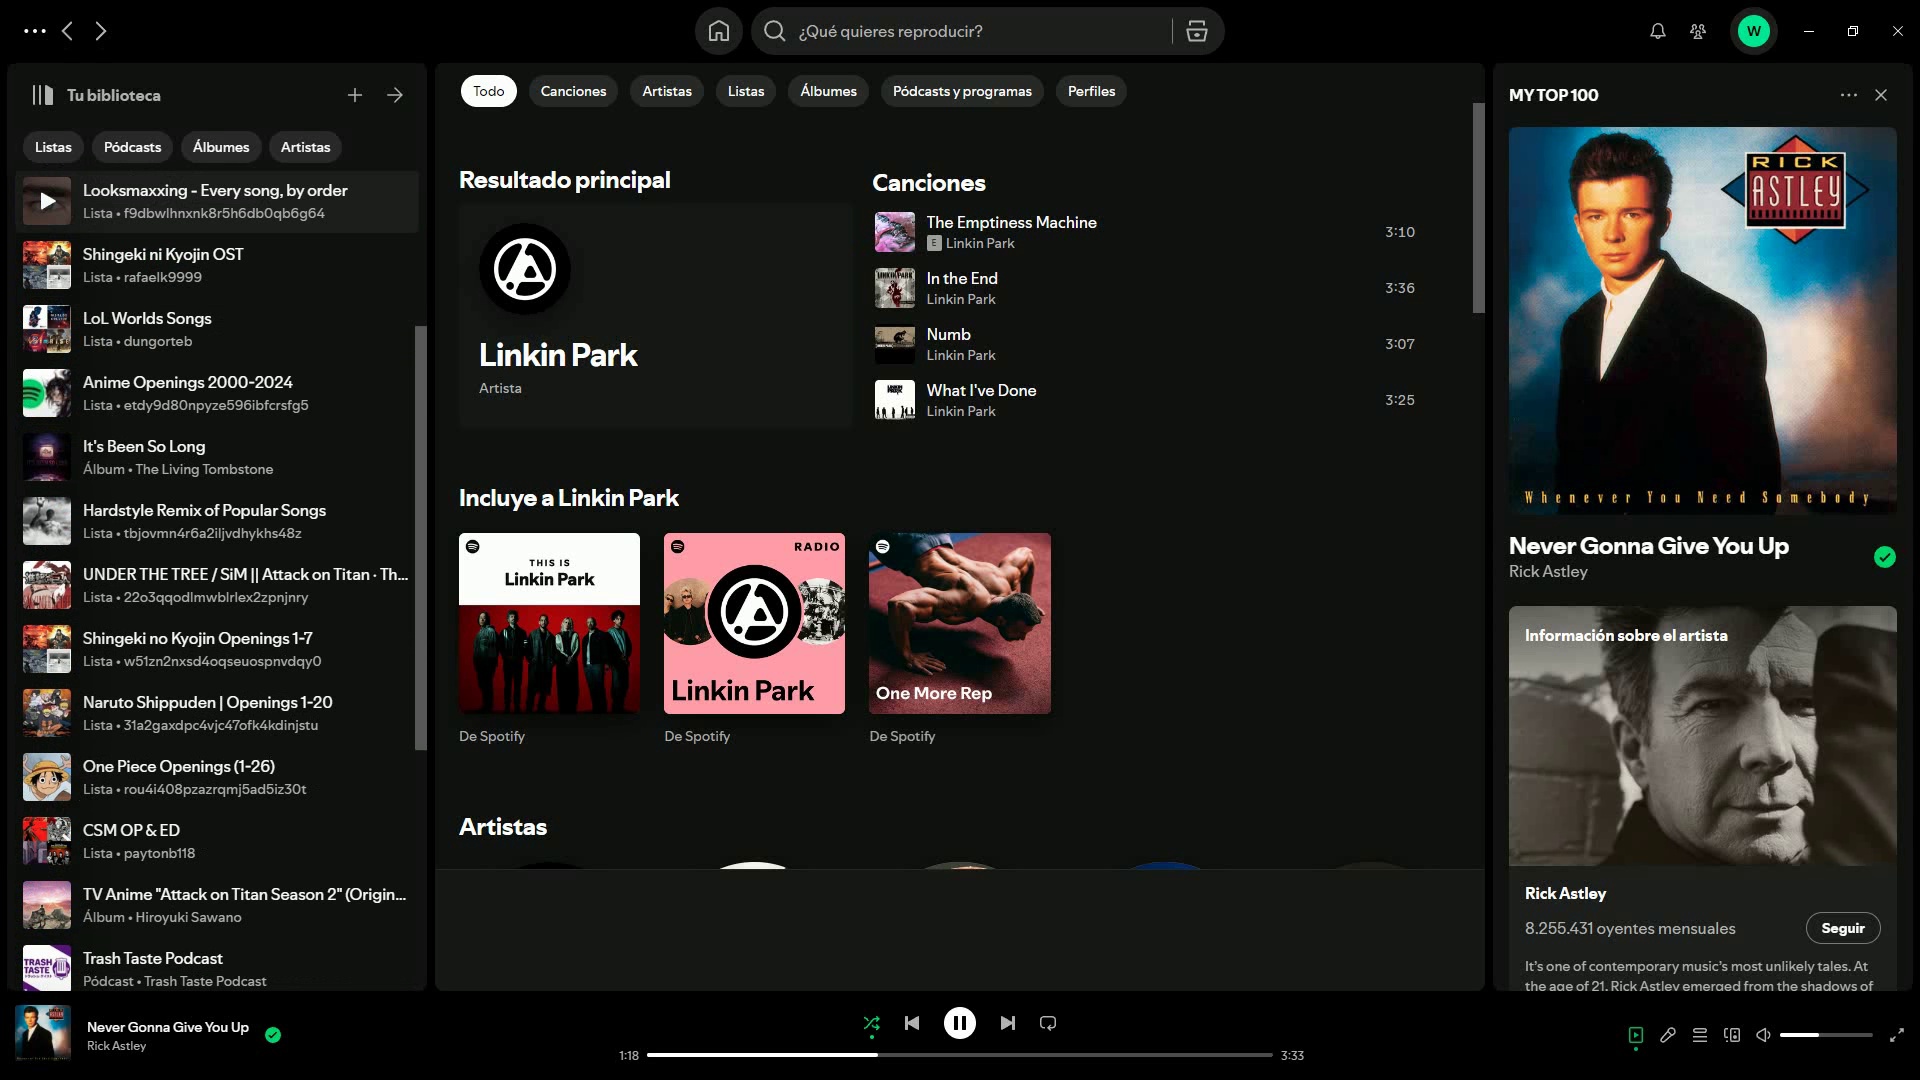 ¿Qué quieres reproducir?
W
Tu biblioteca
Listas
Pódcasts
Álbumes
Artistas
Looksmaxxing - Every song, by order
Lista • f9dbwlhnxnk8r5h6db0qb6g64
Shingeki ni Kyojin OST
Lista • rafaelk9999
LoL Worlds Songs
Lista • dungorteb
Anime Openings 2000-2024
Lista • etdy9d80npyze596ibfcrsfg5
It's Been So Long
Álbum • The Living Tombstone
Hardstyle Remix of Popular Songs
Lista • tbjovmn4r6a2iljvdhykhs48z
UNDER THE TREE / SiM || Attack on Titan · Th...
Lista • 22o3qqodlmwblrlex2zpnjnry
Shingeki no Kyojin Openings 1-7
Lista • w51zn2nxsd4oqseuospnvdqy0
Naruto Shippuden | Openings 1-20
Lista • 31a2gaxdpc4vjc47ofk4kdinjstu
One Piece Openings (1-26)
Lista • rou4i408pzazrqmj5ad5iz30t
CSM OP & ED
Lista • paytonb118
TV Anime "Attack on Titan Season 2" (Origin...
Álbum • Hiroyuki Sawano
TRASH TASTE
Trash Taste Podcast
Pódcast • Trash Taste Podcast
Todo
Canciones
Artistas
Listas
Álbumes
Pódcasts y programas
Perfiles
Resultado principal
Linkin Park
Artista
Canciones
The Emptiness Machine
E Linkin Park
3:10
In the End
Linkin Park
3:36
Numb
Linkin Park
3:07
What I've Done
Linkin Park
3:25
Incluye a Linkin Park
THIS IS
Linkin Park
De Spotify
RADIO
Linkin Park
De Spotify
One More Rep
De Spotify
Artistas
MY TOP 100
RICK
ASTLEY
Whenever You Need Somebody
Never Gonna Give You Up
Rick Astley
Información sobre el artista
Rick Astley
8.255.431 oyentes mensuales
Seguir
It's one of contemporary music's most unlikely tales. At
the age of 21, Rick Astley emerged from the shadows of
Never Gonna Give You Up
Rick Astley
1:18
3:33